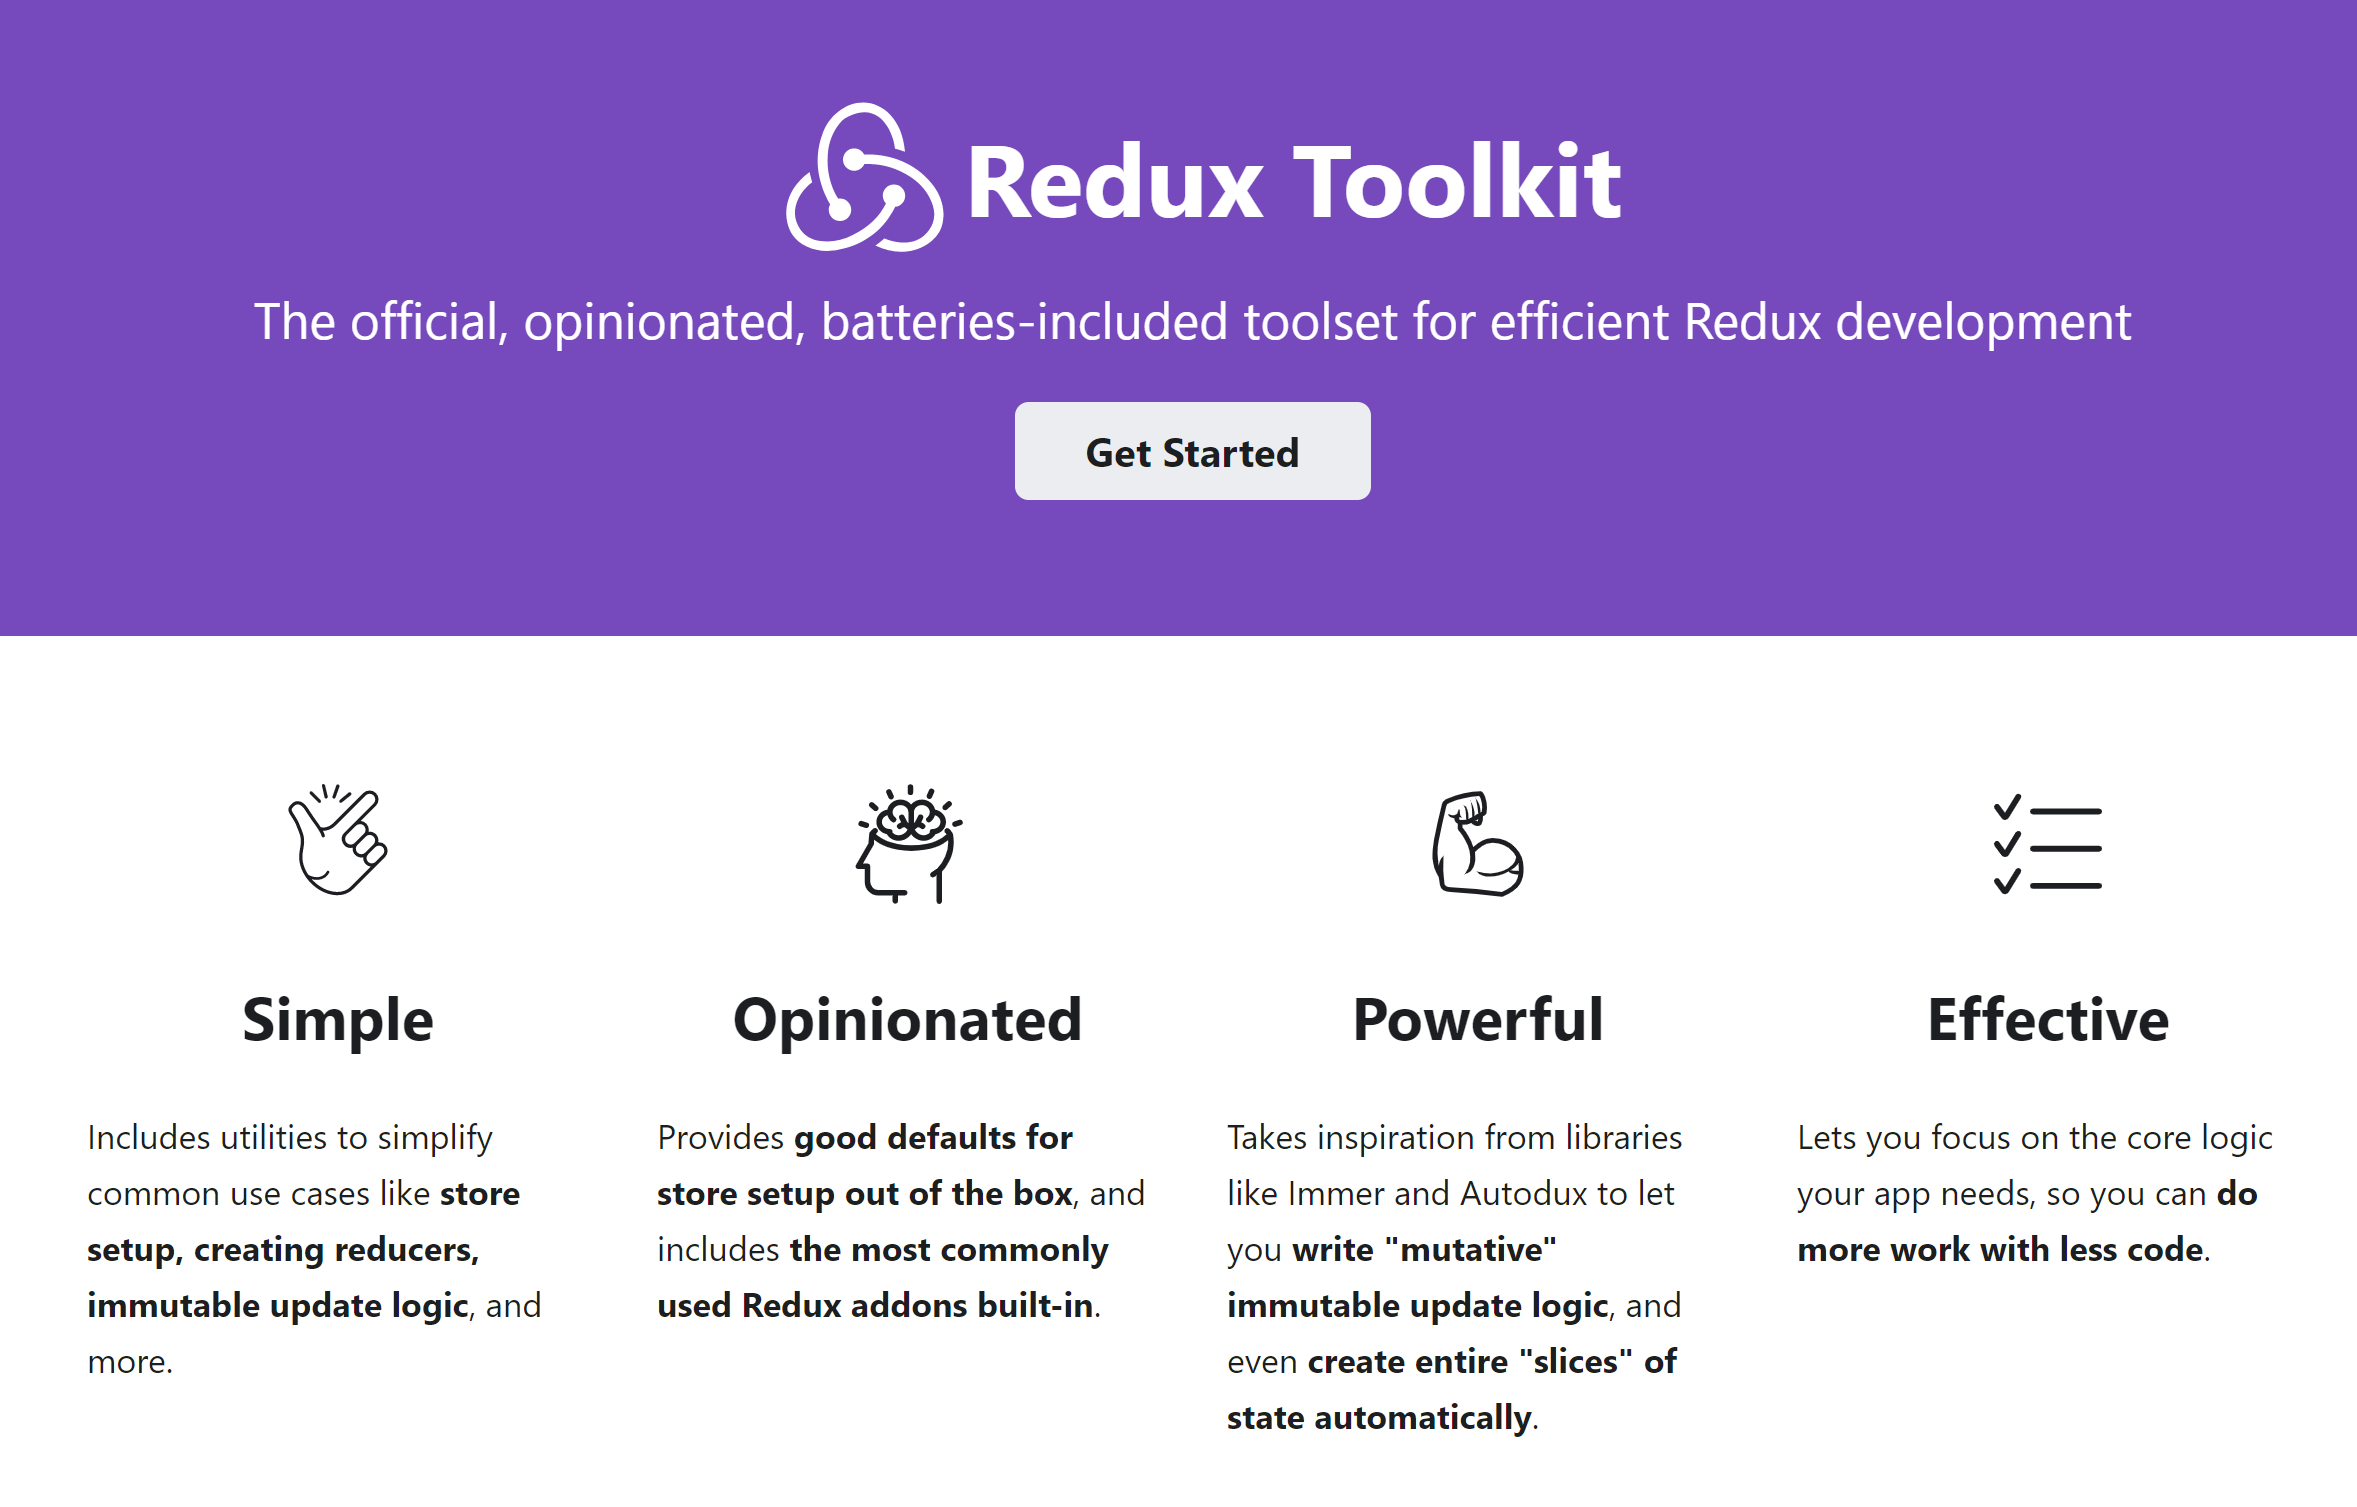 Redux Toolkit
The official, opinionated, batteries-included toolset for efficient Redux development
Get Started
Simple
Includes utilities to simplify
common use cases like store
setup, creating reducers,
immutable update logic, and
more.
Opinionated
Provides good defaults for
store setup out of the box, and
includes the most commonly
used Redux addons built-in.
Powerful
Takes inspiration from libraries
like Immer and Autodux to let
you write "mutative"
immutable update logic, and
even create entire "slices" of
state automatically.
Effective
Lets you focus on the core logic
your app needs, so you can do
more work with less code.